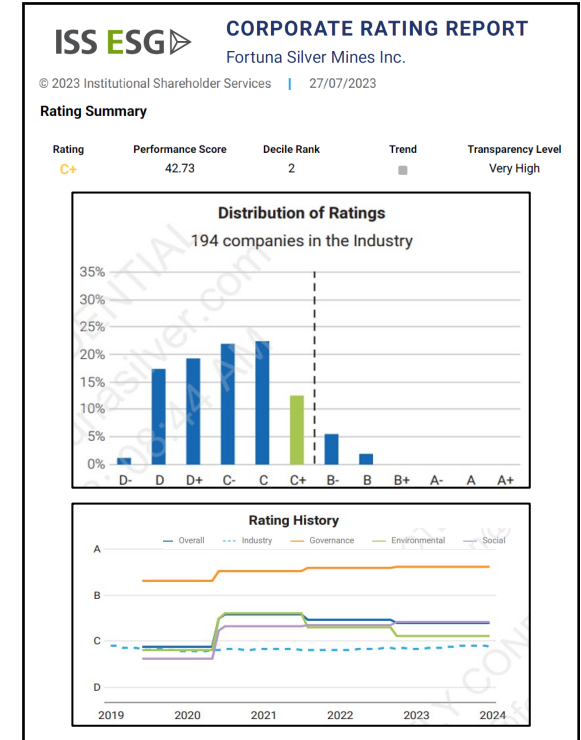 ISS ESG
CORPORATE RATING REPORT
Fortuna Silver Mines Inc.
© 2023 Institutional Shareholder Services | 27/07/2023
Rating Summary
Rating Performance Score Decile Rank Trend Transparency Level
C+ 42.73 2 Very High
Distribution of Ratings
194 companies in the Industry
35%
30%
25%
20%
15%
10%
5%
0%
D- D D+ C- C C+ B- B B+ A- A A+
Rating History
Overall Industry Governance Environmental Social
A
B
C
D
2019 2020 2021 2022 2023 2024